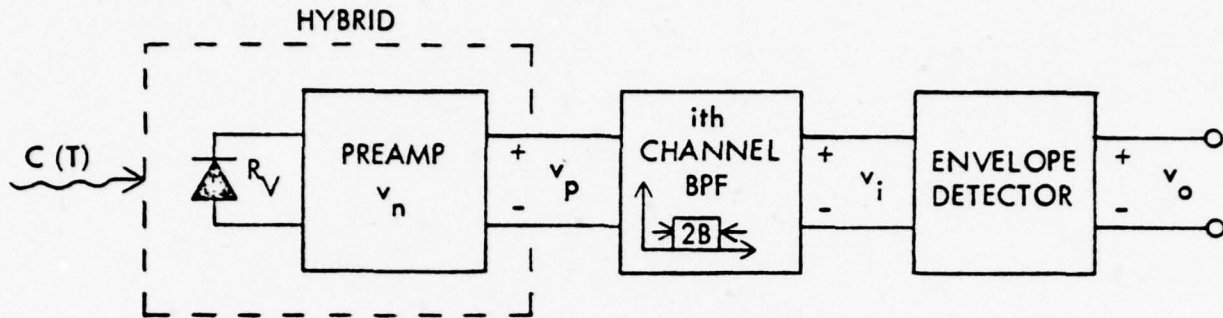 HYBRID
C (T)
R_V
PREAMP
v_n
+
v_p
-
ith
CHANNEL
BPF
2B
+
v_i
-
ENVELOPE
DETECTOR
+
v_o
-